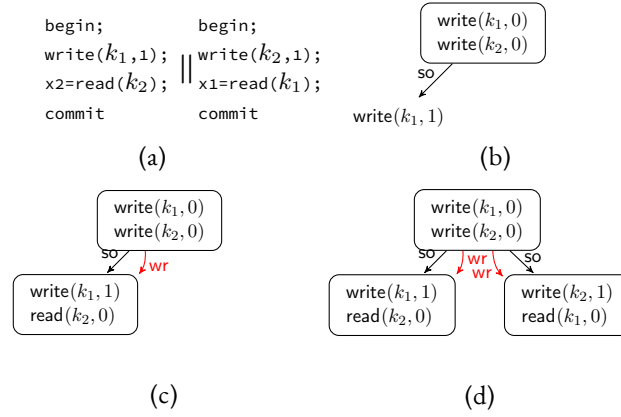 begin;
write(k₁,1);
x2=read(k₂);
commit
||
begin;
write(k₂,1);
x1=read(k₁);
commit
(a)
write(k₁, 0)
write(k₂, 0)
so
write(k₁, 1)
(b)
write(k₁, 0)
write(k₂, 0)
so
wr
write(k₁, 1)
read(k₂, 0)
(c)
write(k₁, 0)
write(k₂, 0)
so
wr
wr
so
write(k₁, 1)
read(k₂, 0)
write(k₂, 1)
read(k₁, 0)
(d)